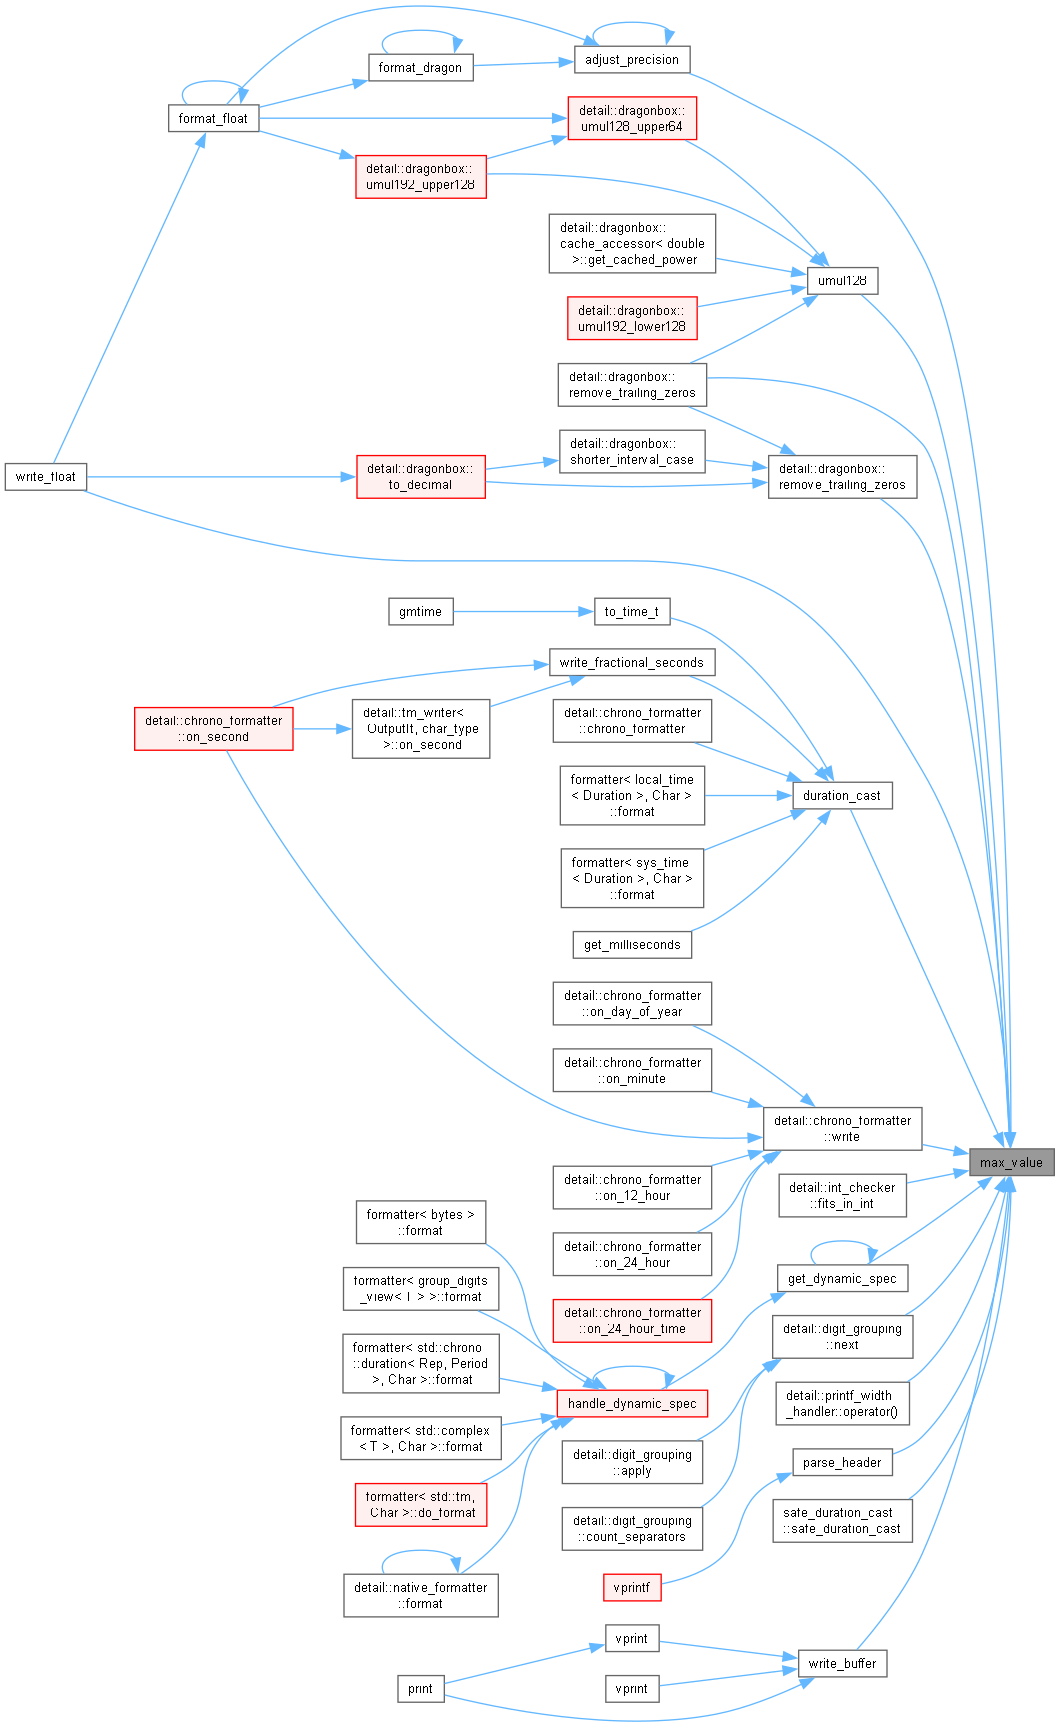 adjust_precision
format_dragon
format_float
detail::dragonbox::
umul128_upper64
detail::dragonbox::
umul192_upper128
detail::dragonbox::
cache_accessor< double
>::get_cached_power
umul128
detail::dragonbox::
umul192_lower128
detail::dragonbox::
remove_trailing_zeros
detail::dragonbox::
shorter_interval_case
write_float
detail::dragonbox::
to_decimal
detail::dragonbox::
remove_trailing_zeros
gmtime
to_time_t
write_fractional_seconds
detail::chrono_formatter
::on_second
detail::tm_writer<
OutputIt, char_type
>::on_second
detail::chrono_formatter
::chrono_formatter
formatter< local_time
< Duration >, Char >
::format
duration_cast
formatter< sys_time
< Duration >, Char >
::format
get_milliseconds
detail::chrono_formatter
::on_day_of_year
detail::chrono_formatter
::on_minute
detail::chrono_formatter
::write
max_value
detail::chrono_formatter
::on_12_hour
detail::int_checker
::fits_in_int
formatter< bytes >
::format
detail::chrono_formatter
::on_24_hour
get_dynamic_spec
formatter< group_digits
_view< T > >::format
detail::chrono_formatter
::on_24_hour_time
detail::digit_grouping
::next
formatter< std::chrono
::duration< Rep, Period
>, Char >::format
handle_dynamic_spec
detail::printf_width
_handler::operator()
formatter< std::complex
< T >, Char >::format
detail::digit_grouping
::apply
parse_header
formatter< std::tm,
Char >::do_format
detail::digit_grouping
::count_separators
safe_duration_cast
::safe_duration_cast
detail::native_formatter
::format
vprintf
vprint
write_buffer
print
vprint